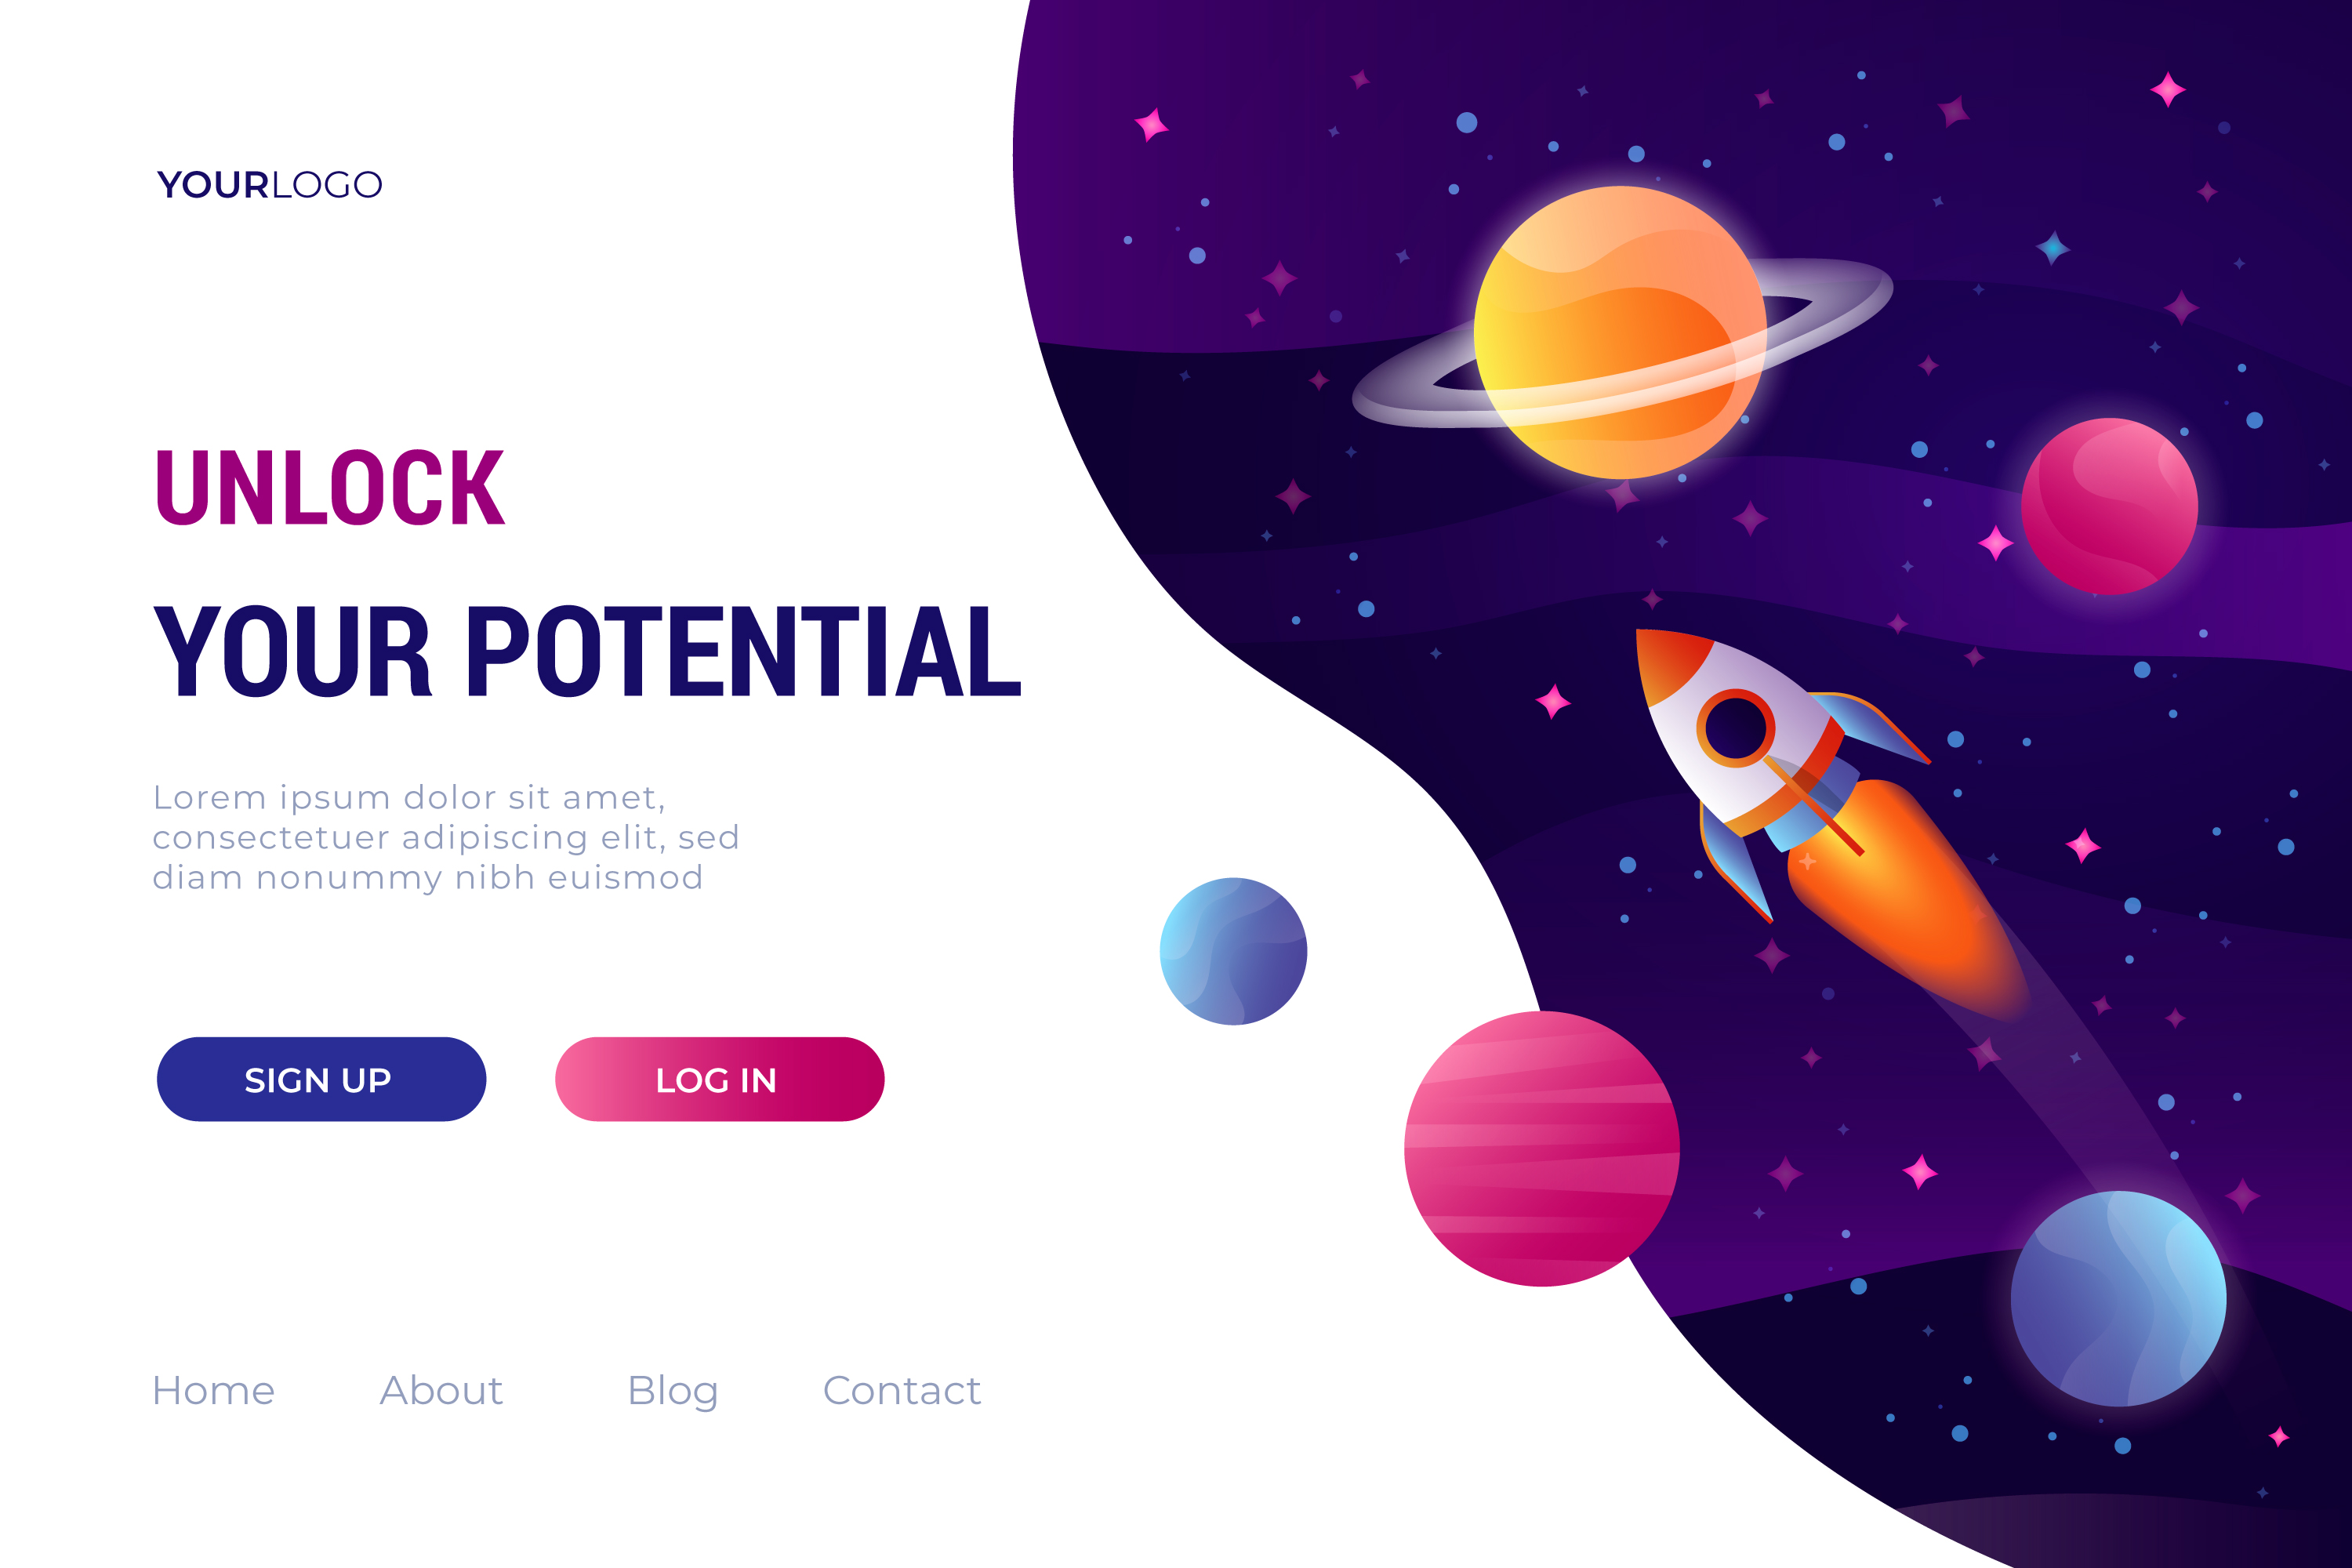 YOURLOGO
UNLOCK
YOUR POTENTIAL
Lorem ipsum dolor sit amet,
consectetuer adipiscing elit, sed
diam nonummy nibh euismod
SIGN UP LOG IN
Home About Blog Contact